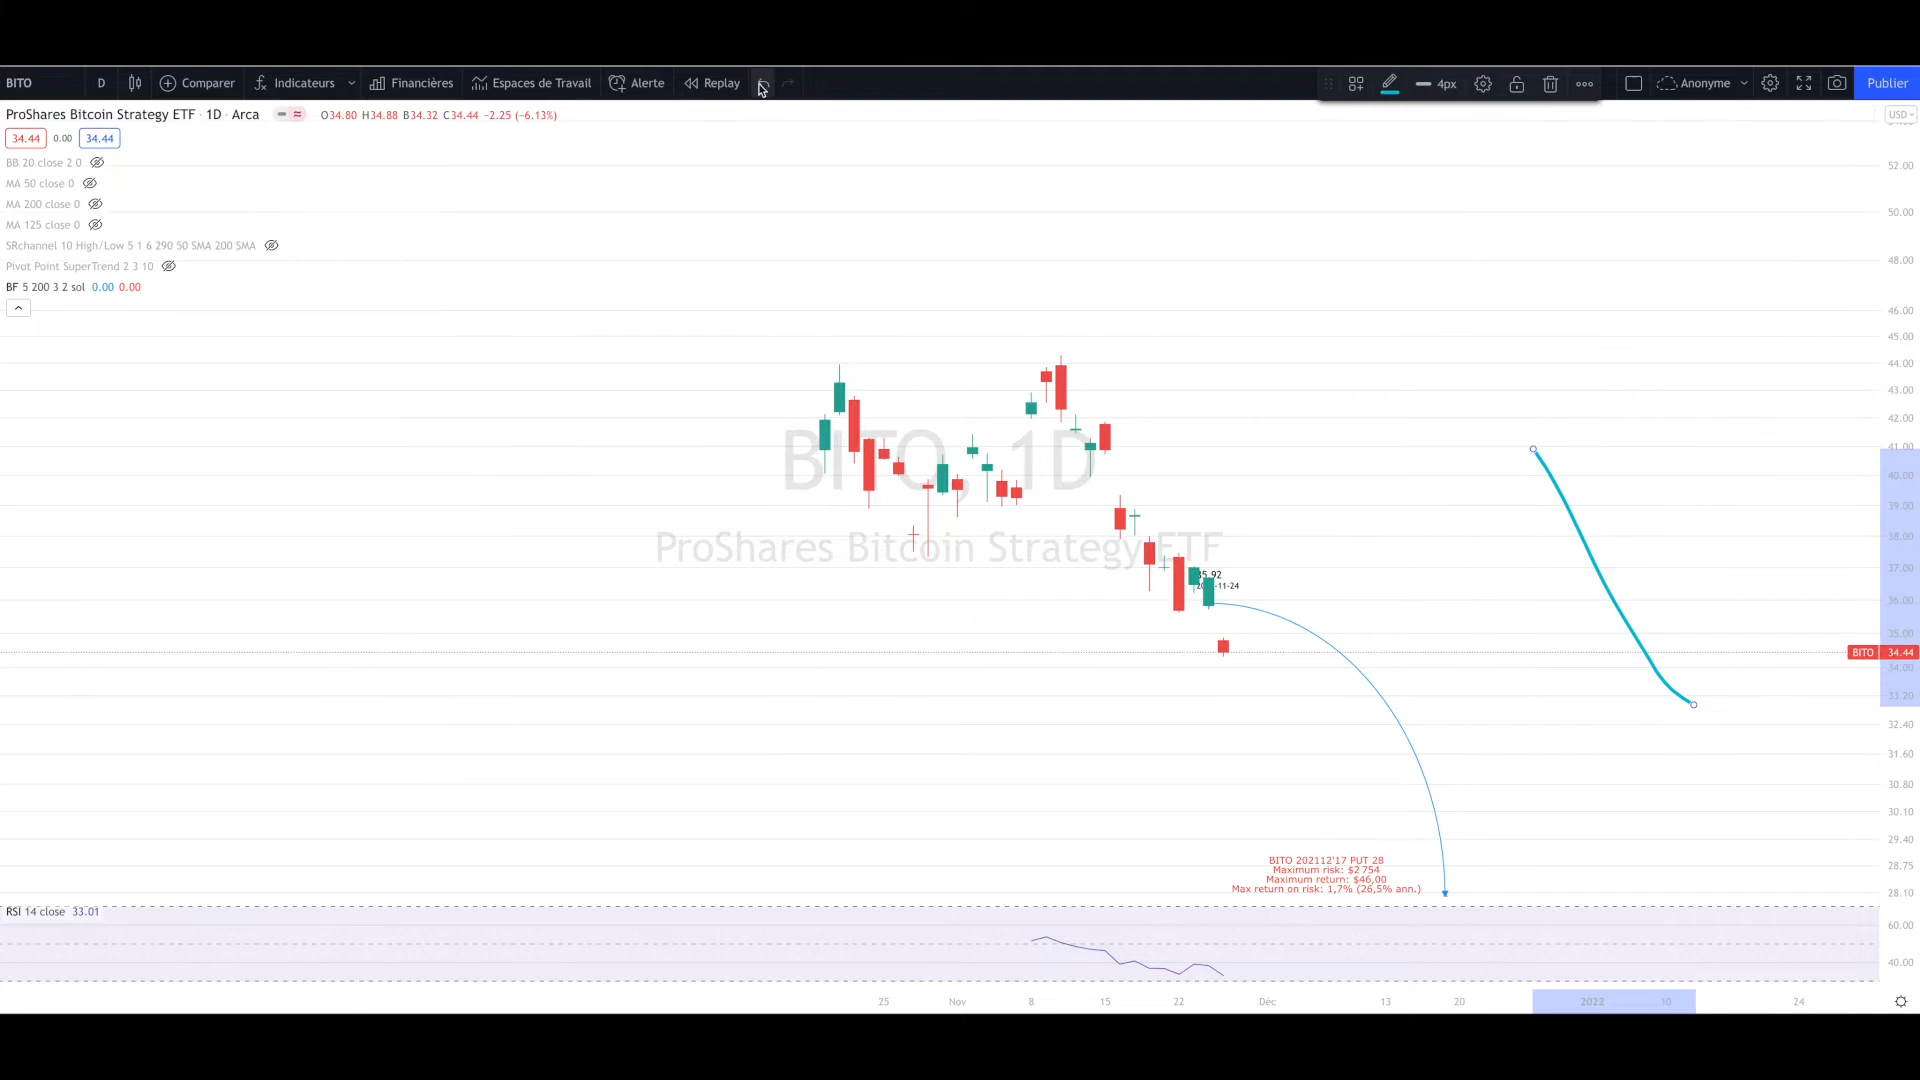 BITO D Comparer Indicateurs Financières Espaces de Travail Alerte Replay 4px Anonyme Publier
ProShares Bitcoin Strategy ETF · 1D · Arca O34.80 H34.88 B34.32 C34.44 −2.25 (−6.13%) USD
34.44 0.00 34.44
BB 20 close 2 0
MA 50 close 0
MA 200 close 0
MA 125 close 0
SRchannel 10 High/Low 5 1 6 290 50 SMA 200 SMA
Pivot Point SuperTrend 2 3 10
BF 5 200 3 2 sol 0.00 0.00
52.00
50.00
48.00
46.00
45.00
44.00
43.00
42.00
41.00
40.00
39.00
38.00
37.00
36.00
35.00
BITO 34.44
34.00
33.20
32.40
31.60
30.80
30.10
29.40
28.75
28.10
BITO, 1D
ProShares Bitcoin Strategy ETF
35.92
-11-24
BITO 202112'17 PUT 28
Maximum risk: $2 754
Maximum return: $46,00
Max return on risk: 1,7% (26,5% ann.)
RSI 14 close 33.01
60.00
40.00
25 Nov 8 15 22 Déc 13 20 2022 10 24